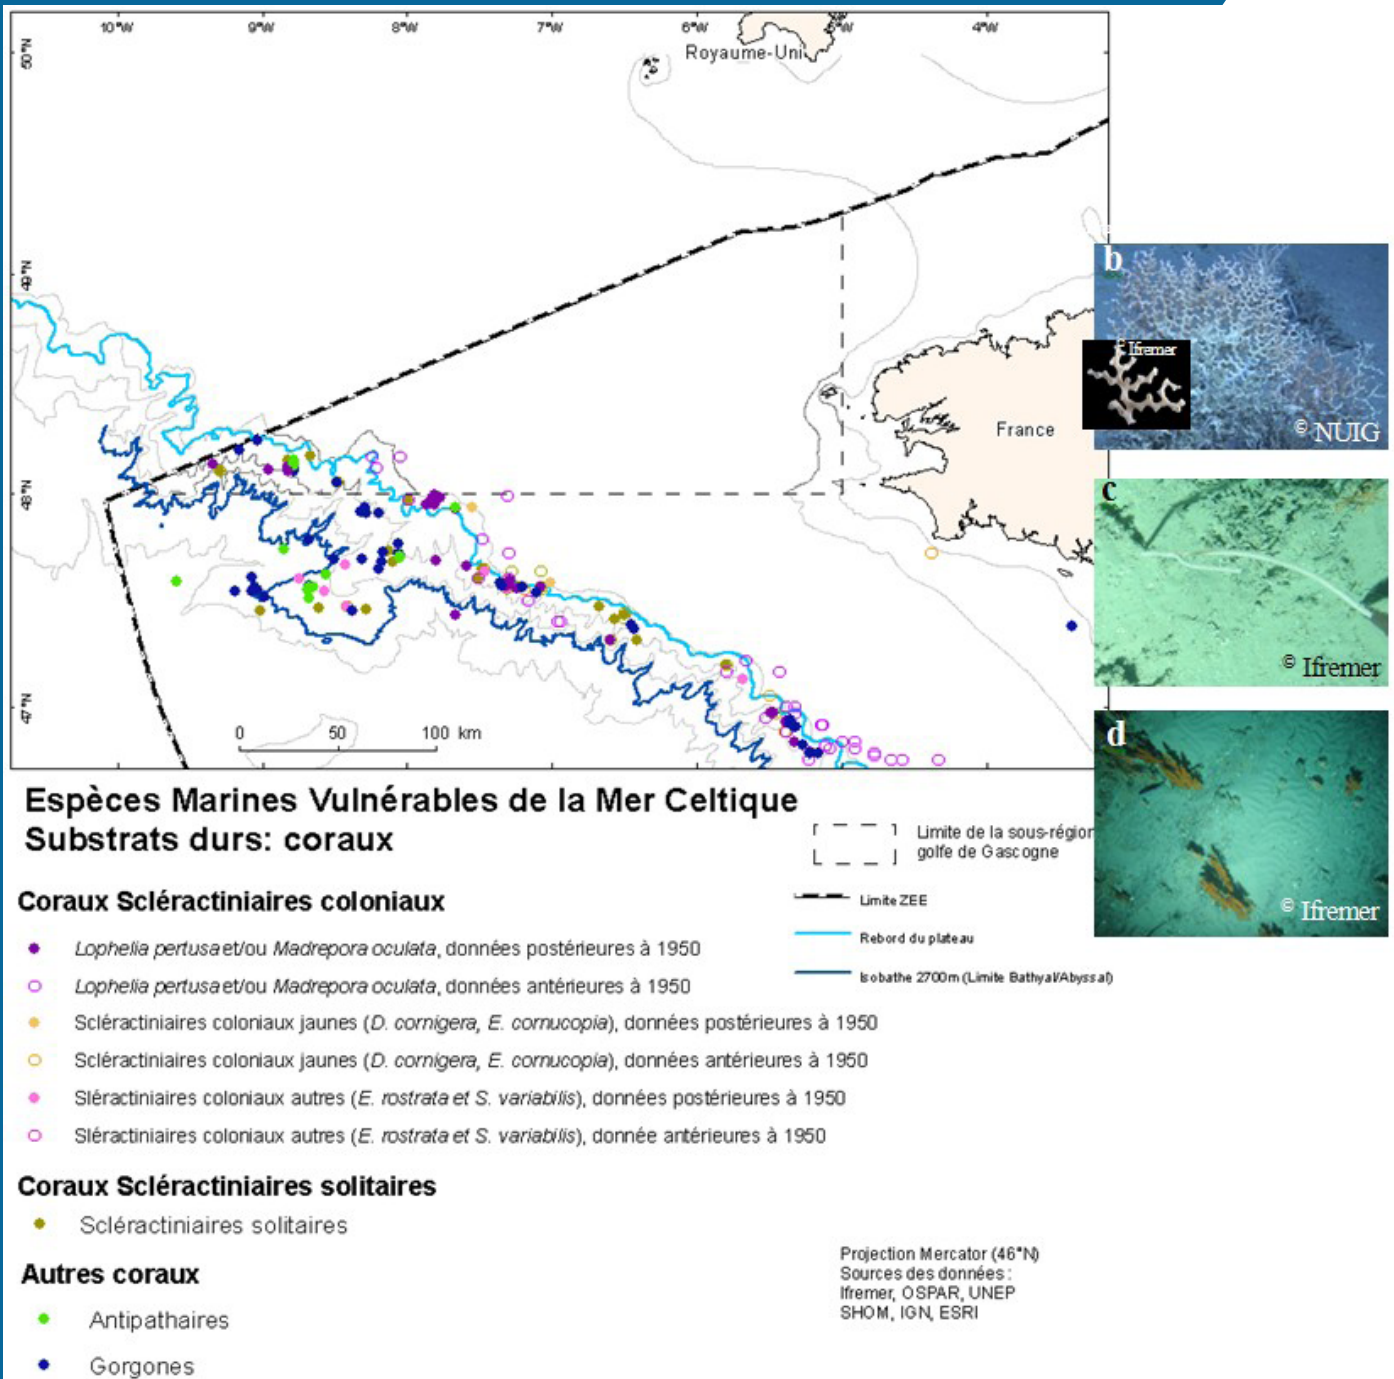 10°W 9°W 8°W 7°W 5°W 4°W
50°N
Royaume-Uni
49°N
b
© Ifremer
France
© NUIG
48°N
c
© Ifremer
47°N
0 50 100 km
d
© Ifremer
Espèces Marines Vulnérables de la Mer Celtique
Substrats durs: coraux
Limite de la sous-région
golfe de Gascogne
Limite ZEE
Rebord du plateau
Isobathe 2700m (Limite Bathyal/Abyssal)
Coraux Scléractiniaires coloniaux
Lophelia pertusa et/ou Madrepora oculata, données postérieures à 1950
Lophelia pertusa et/ou Madrepora oculata, données antérieures à 1950
Scléractiniaires coloniaux jaunes (D. cornigera, E. cornucopia), données postérieures à 1950
Scléractiniaires coloniaux jaunes (D. cornigera, E. cornucopia), données antérieures à 1950
Sléractiniaires coloniaux autres (E. rostrata et S. variabilis), données postérieures à 1950
Sléractiniaires coloniaux autres (E. rostrata et S. variabilis), donnée antérieures à 1950
Coraux Scléractiniaires solitaires
Scléractiniaires solitaires
Autres coraux
Antipathaires
Gorgones
Projection Mercator (46°N)
Sources des données :
Ifremer, OSPAR, UNEP
SHOM, IGN, ESRI